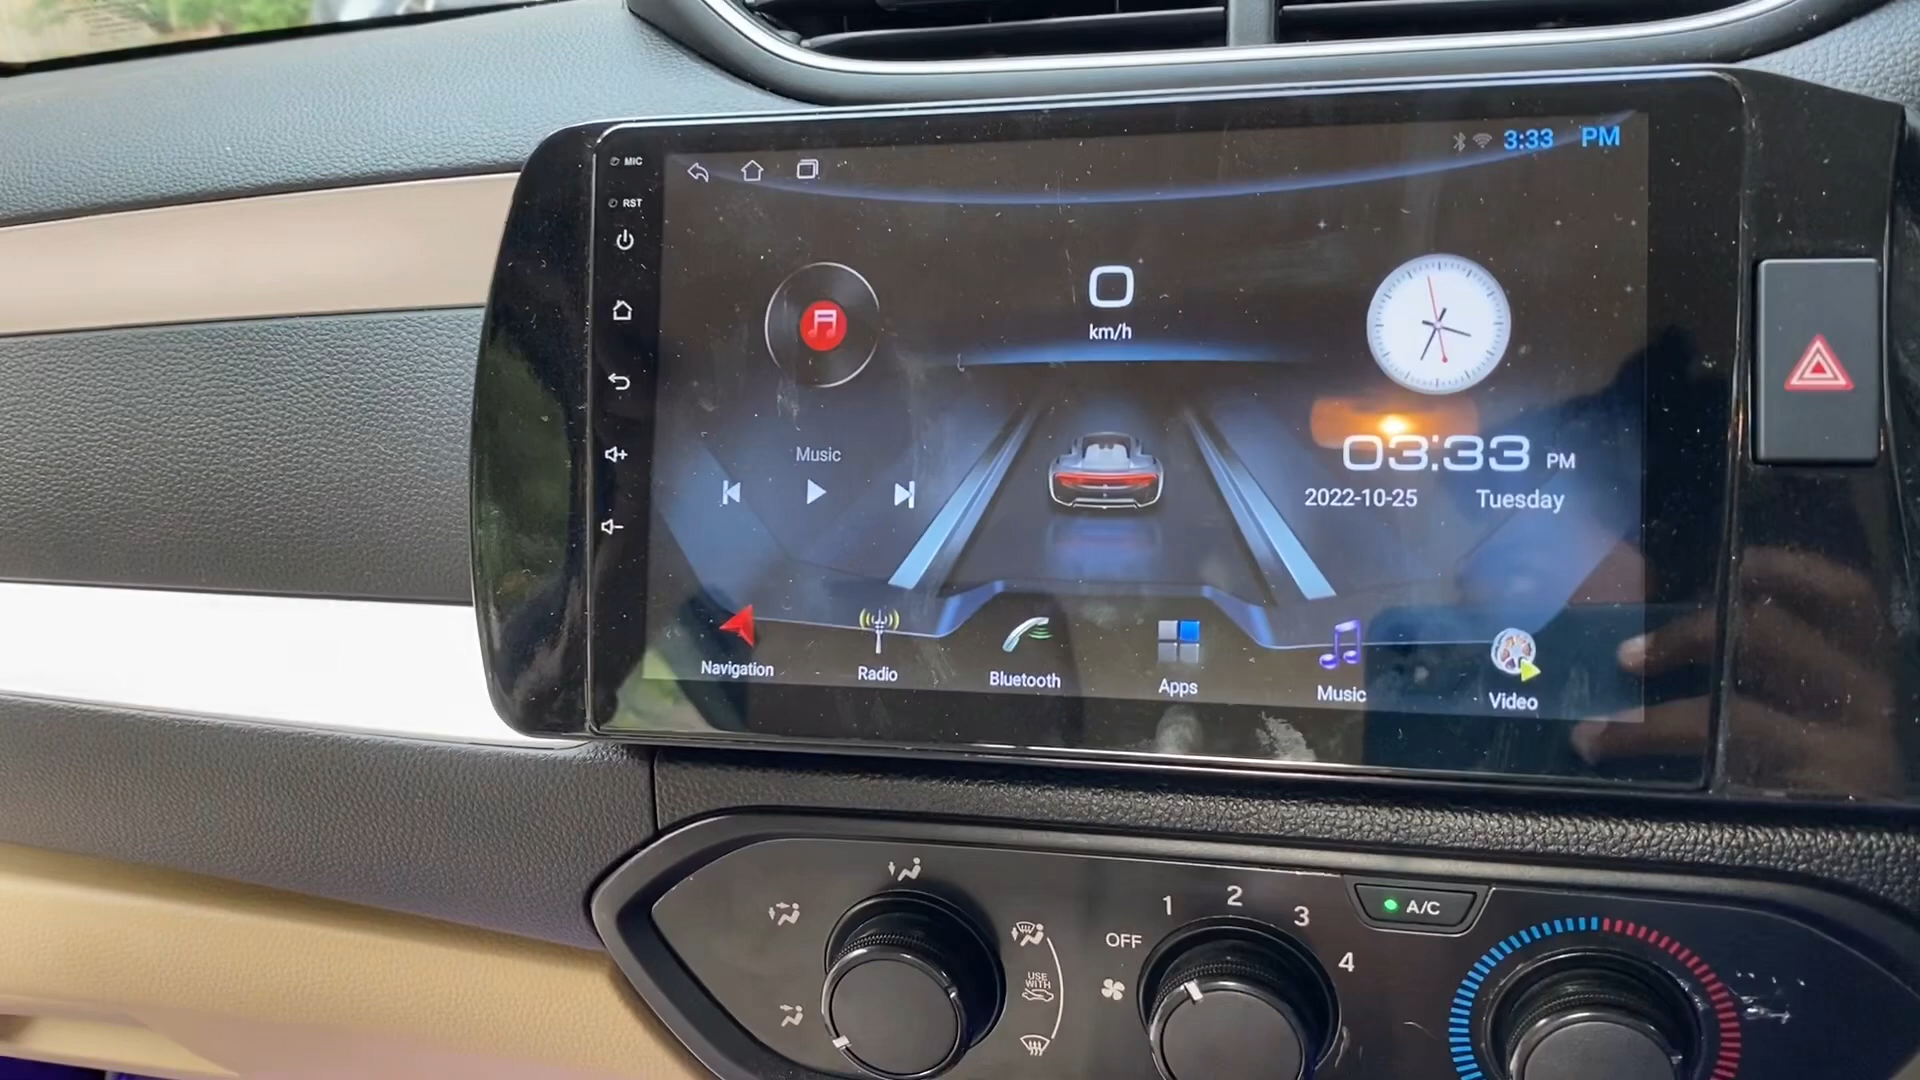 MIC
RST
3:33 PM
0
km/h
Music
03:33 PM
2022-10-25 Tuesday
Navigation
Radio
Bluetooth
Apps
Music
Video
OFF
1
2
3
4
A/C
USE
WITH